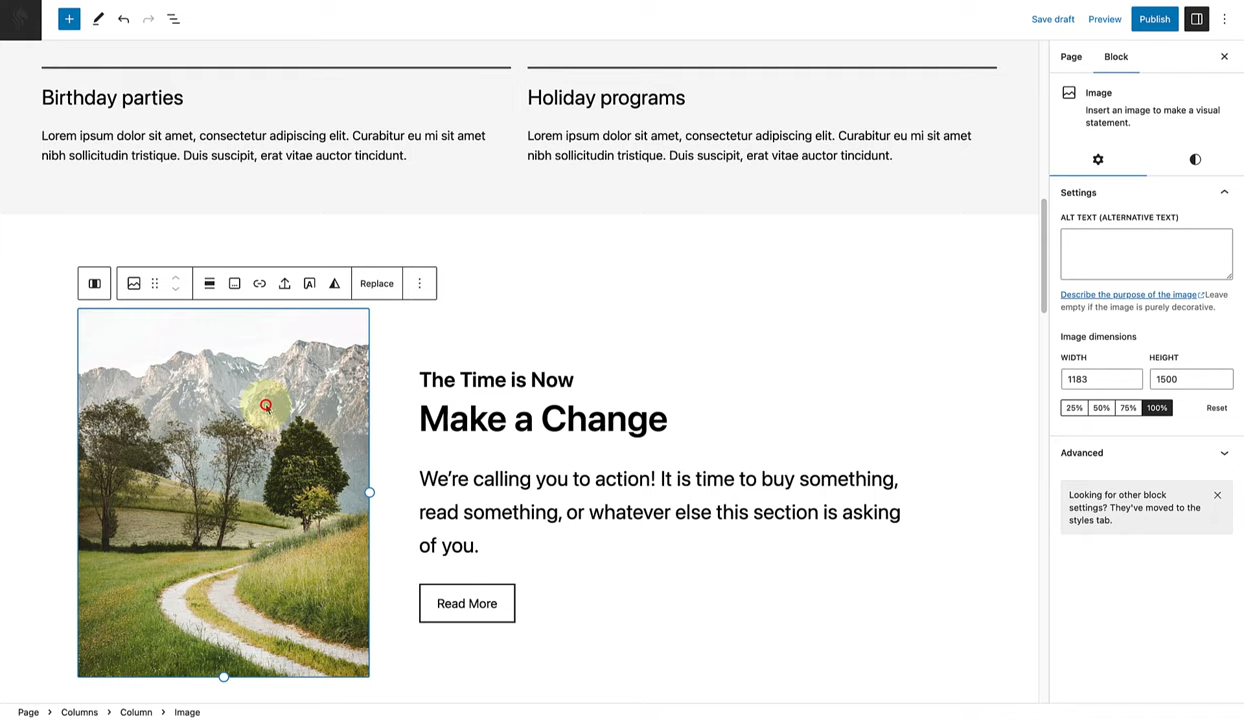 Save draft
Preview
Publish
Birthday parties
Lorem ipsum dolor sit amet, consectetur adipiscing elit. Curabitur eu mi sit amet
nibh sollicitudin tristique. Duis suscipit, erat vitae auctor tincidunt.
Holiday programs
Lorem ipsum dolor sit amet, consectetur adipiscing elit. Curabitur eu mi sit amet
nibh sollicitudin tristique. Duis suscipit, erat vitae auctor tincidunt.
Replace
The Time is Now
Make a Change
We're calling you to action! It is time to buy something,
read something, or whatever else this section is asking
of you.
Read More
Page
Block
Image
Insert an image to make a visual
statement.
Settings
ALT TEXT (ALTERNATIVE TEXT)
Describe the purpose of the image Leave
empty if the image is purely decorative.
Image dimensions
WIDTH HEIGHT
1183 1500
25% 50% 75% 100% Reset
Advanced
Looking for other block
settings? They've moved to the
styles tab.
Page > Columns > Column > Image